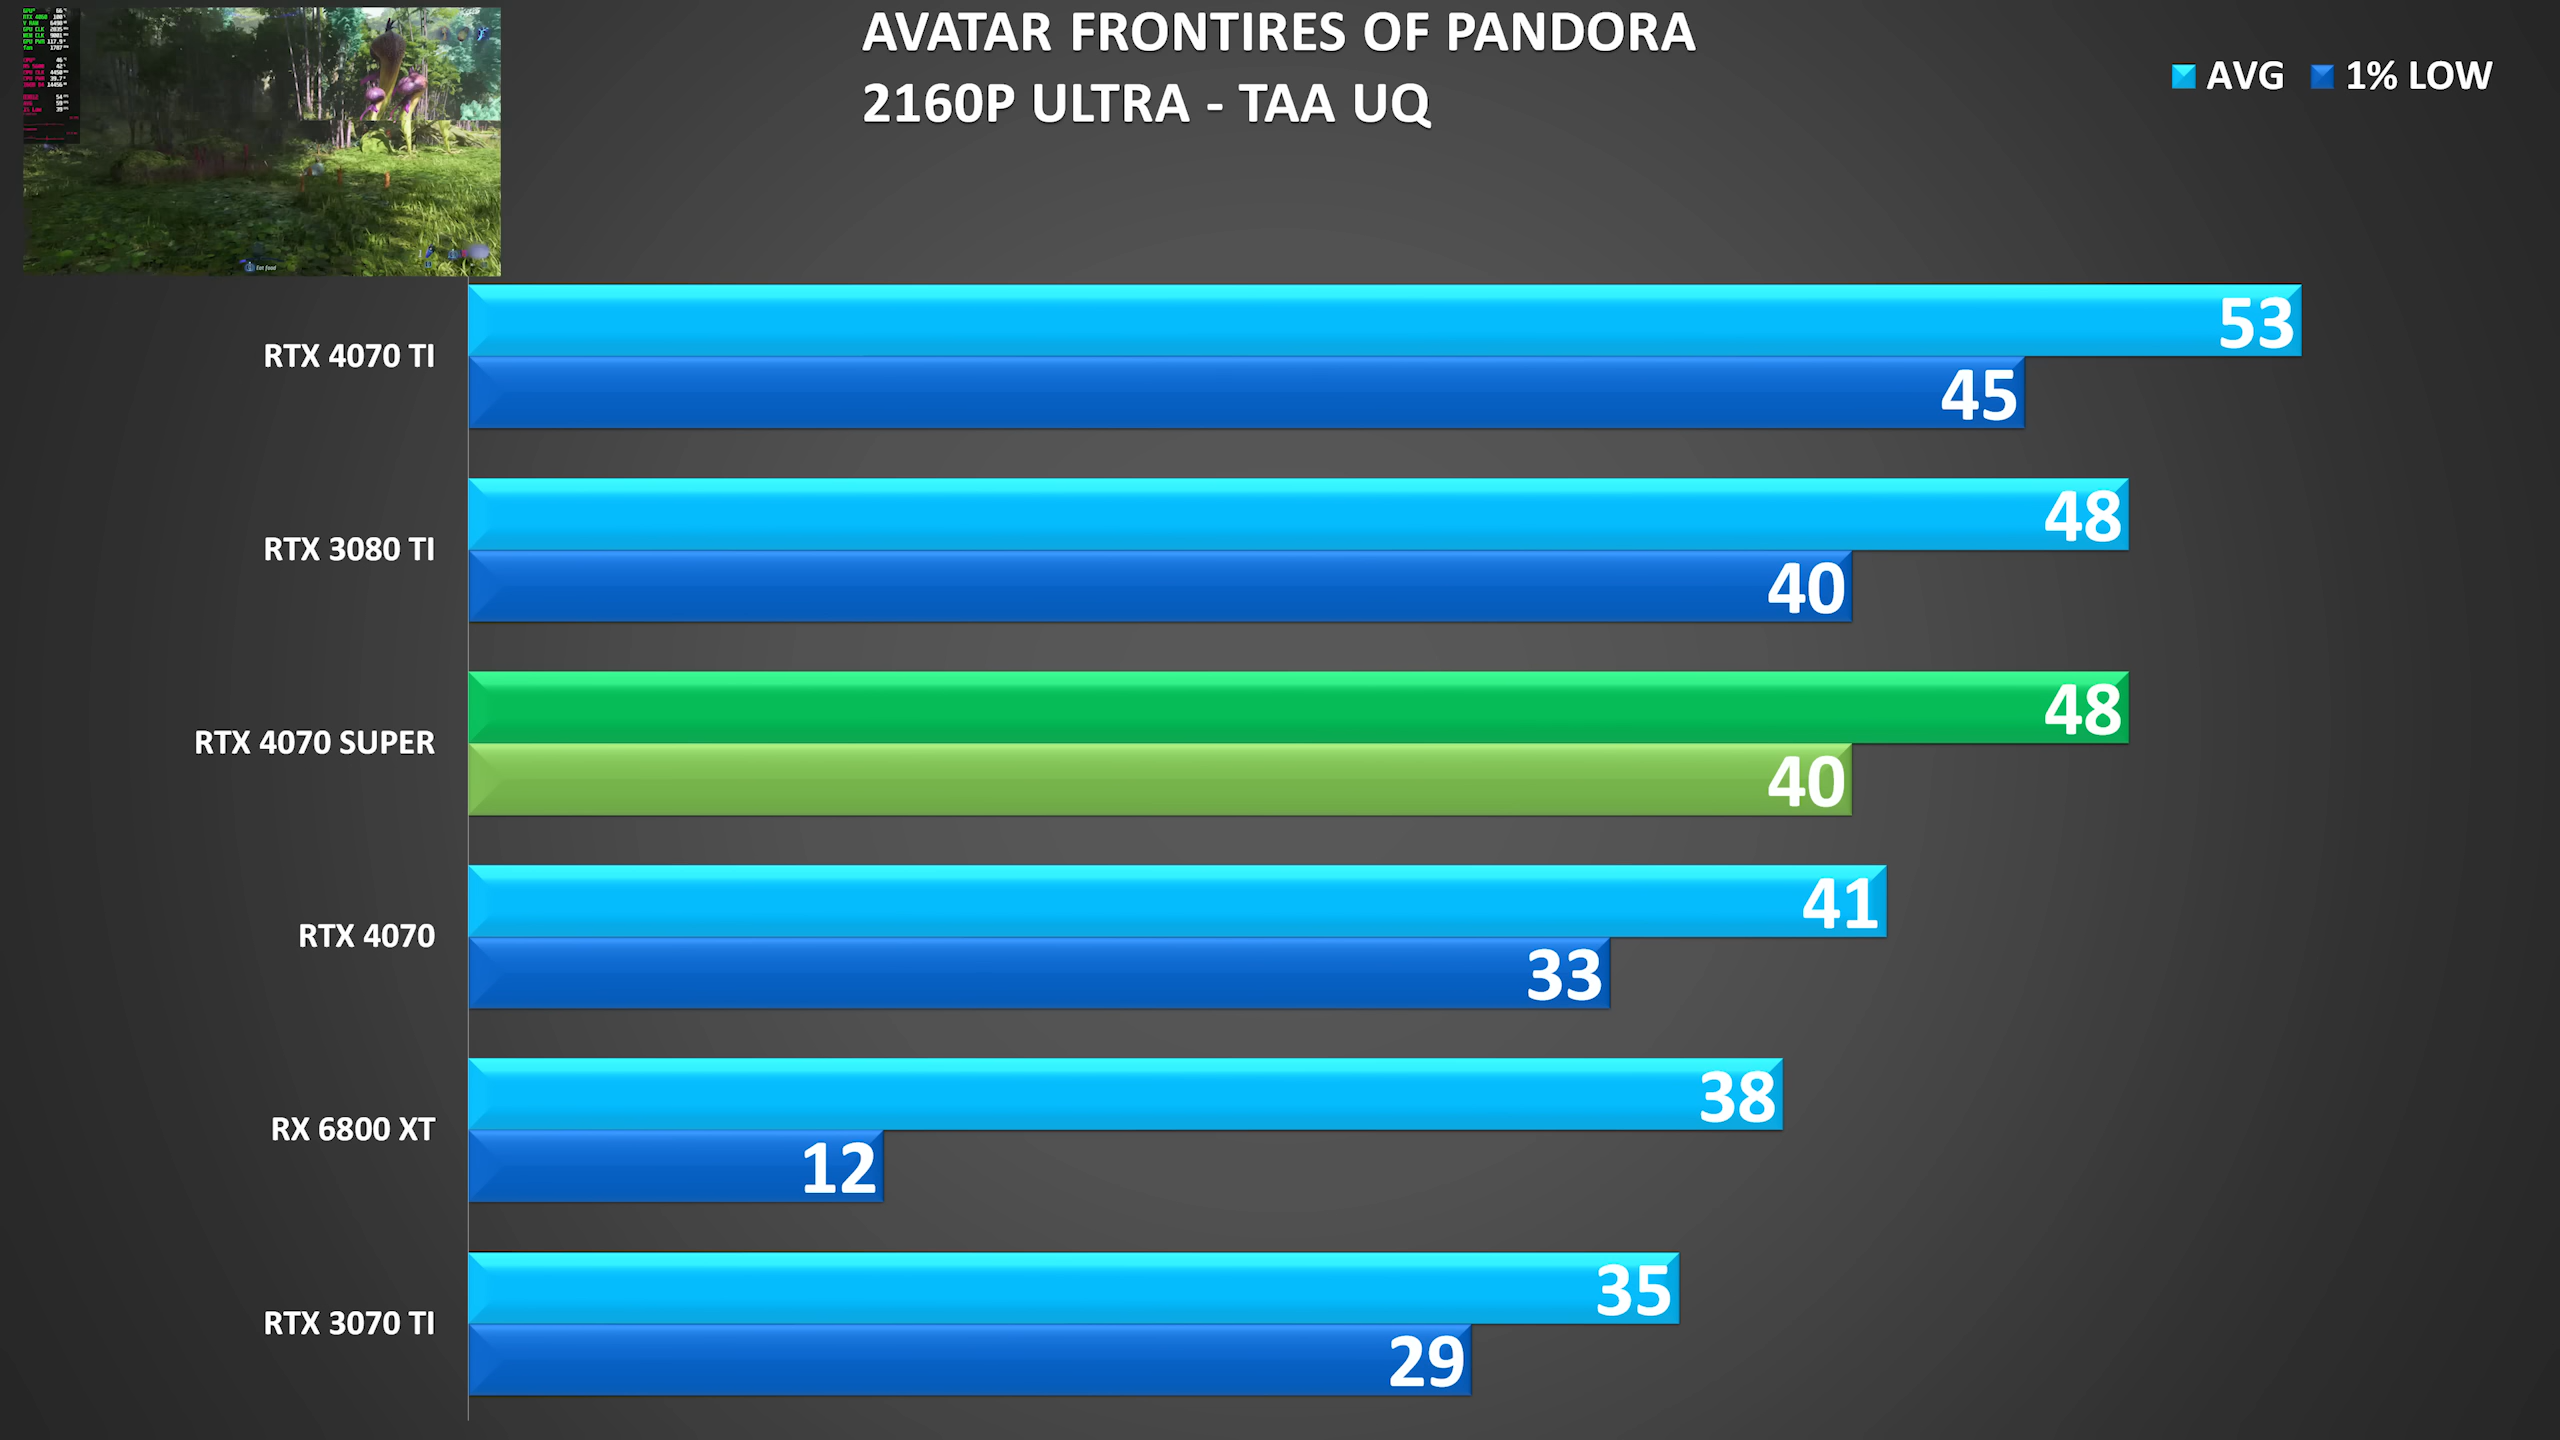 AVATAR FRONTIRES OF PANDORA
2160P ULTRA - TAA UQ
AVG
1% LOW
Eat food
RTX 4070 TI
53
45
RTX 3080 TI
48
40
RTX 4070 SUPER
48
40
RTX 4070
41
33
RX 6800 XT
38
12
RTX 3070 TI
35
29